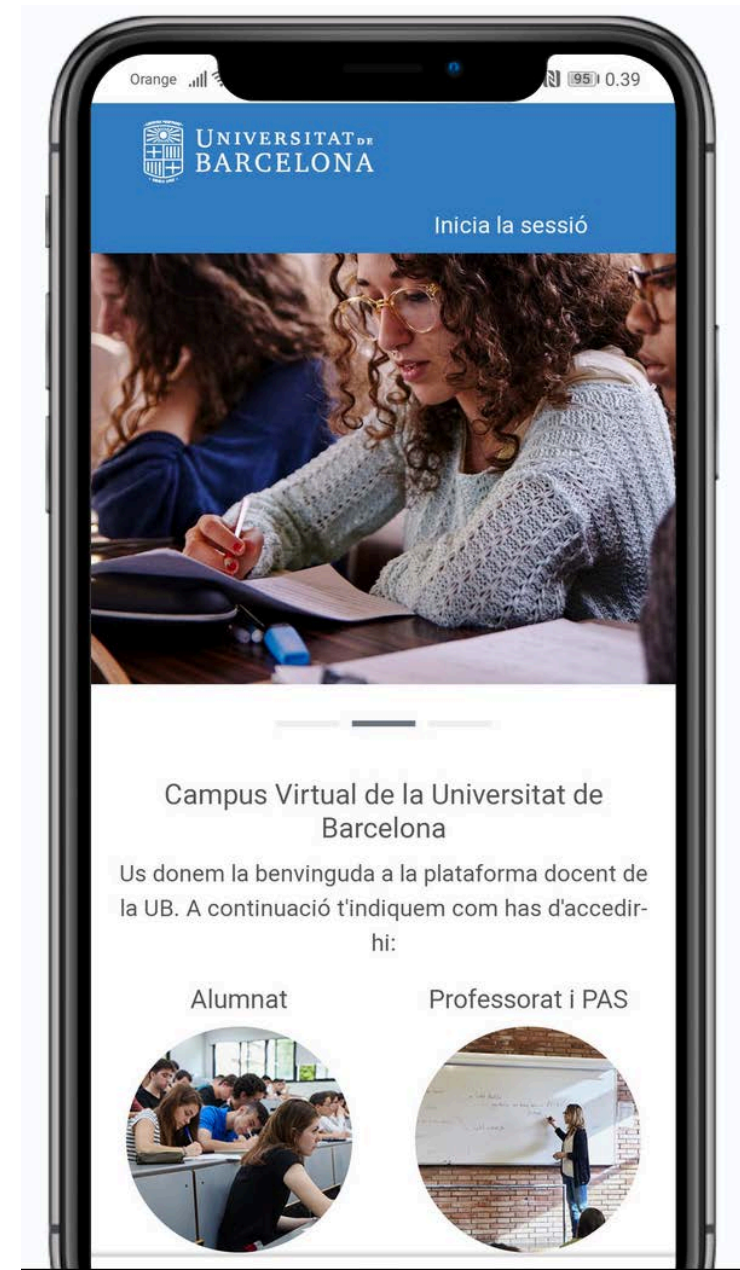 Orange
95 0.39
UNIVERSITAT DE
BARCELONA
Inicia la sessió
Campus Virtual de la Universitat de
Barcelona
Us donem la benvinguda a la plataforma docent de
la UB. A continuació t'indiquem com has d'accedir-
hi:
Alumnat
Professorat i PAS